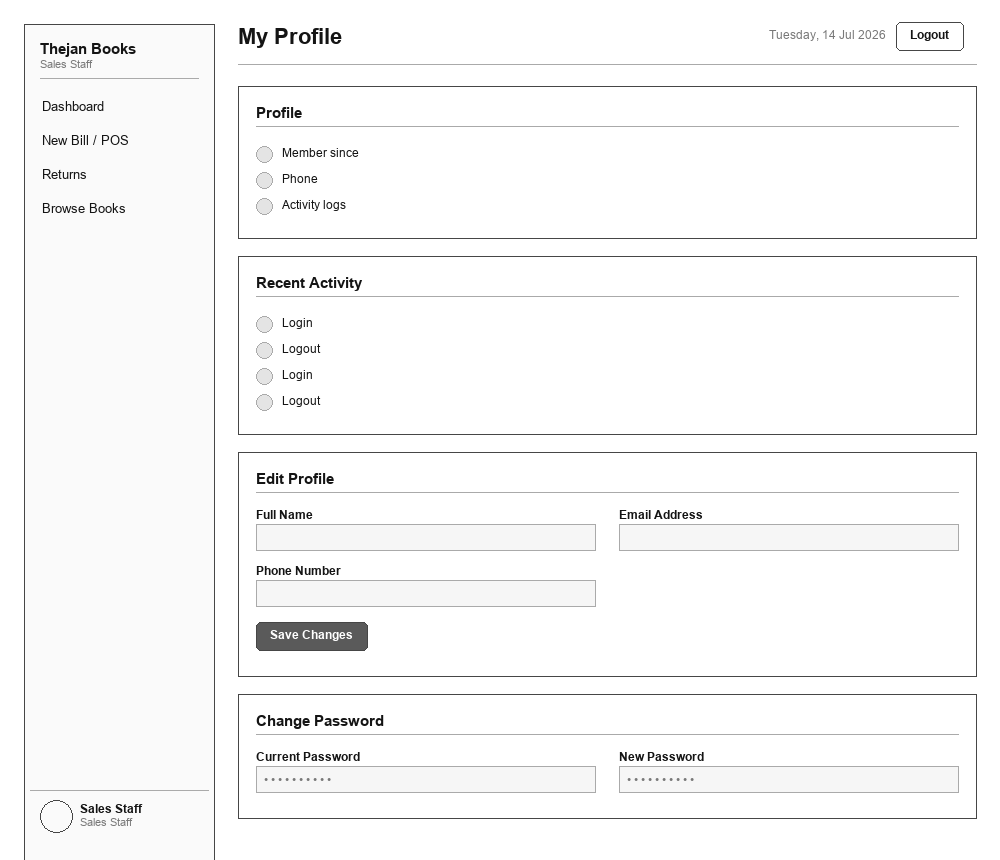 Thejan Books
Sales Staff
Dashboard
New Bill / POS
Returns
Browse Books
Sales Staff
Sales Staff
My Profile
Tuesday, 14 Jul 2026
Logout
Profile
Member since
Phone
Activity logs
Recent Activity
Login
Logout
Login
Logout
Edit Profile
Full Name
Email Address
Phone Number
Save Changes
Change Password
Current Password
New Password
••••••••••
••••••••••